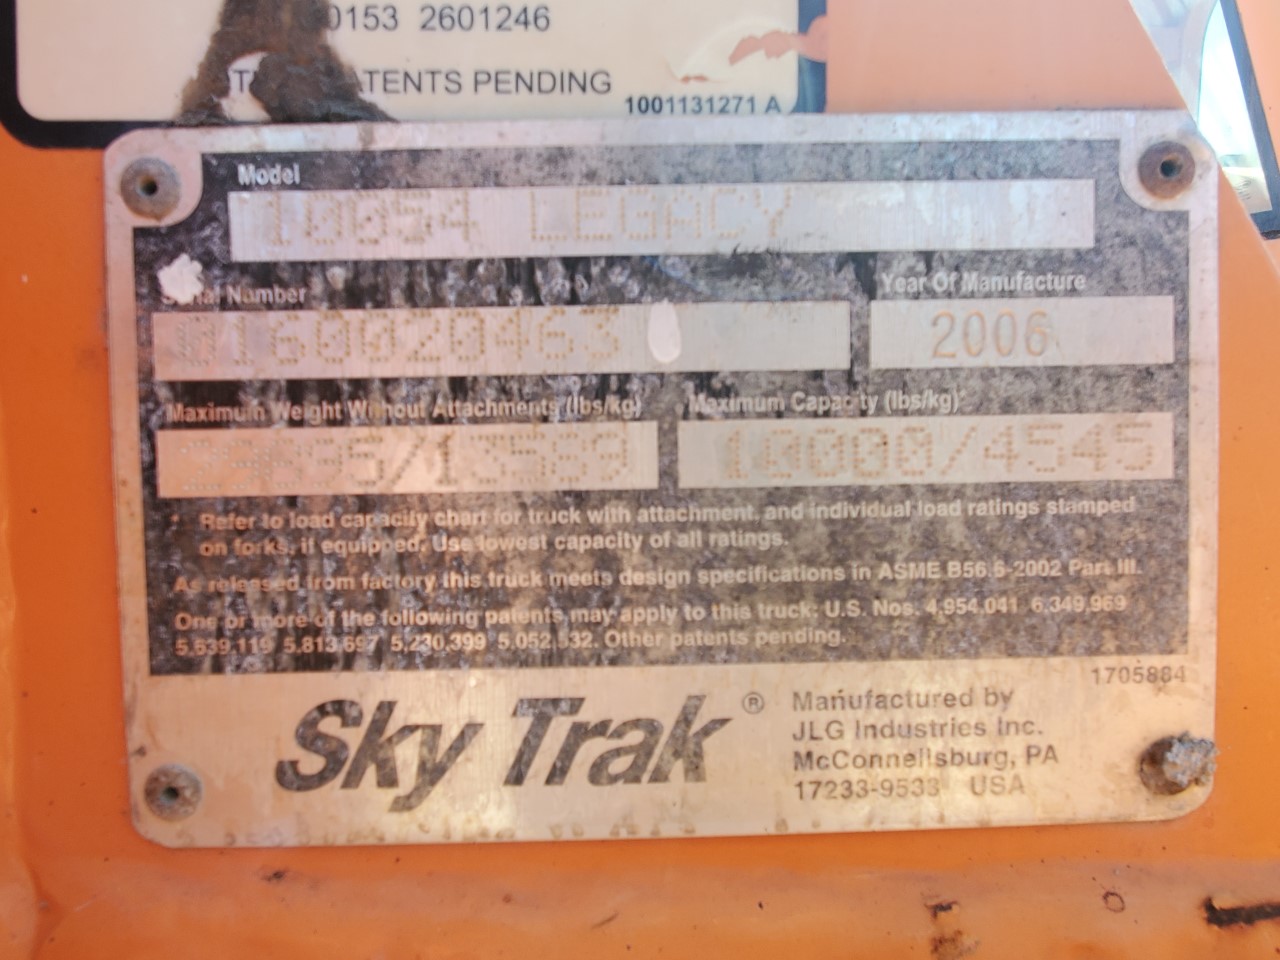 0153 2601246
PATENTS PENDING
1001131271 A
Model
10054 LEGACY
Serial Number
Year Of Manufacture
0160020463
2006
Maximum Weight Without Attachments (lbs/kg)
Maximum Capacity (lbs/kg)*
/13589
10000/4545
* Refer to load capacity chart for truck with attachment, and individual load ratings stamped
on forks, if equipped. Use lowest capacity of all ratings.
As released from factory this truck meets design specifications in ASME B56.6-2002 Part III.
One or more of the following patents may apply to this truck: U.S. Nos. 4,954,041 6,349,969
5,639,119 5,813,697 5,230,399 5,052,532. Other patents pending.
1705884
Sky Trak ®
Manufactured by
JLG Industries Inc.
McConnellsburg, PA
17233-9533 USA